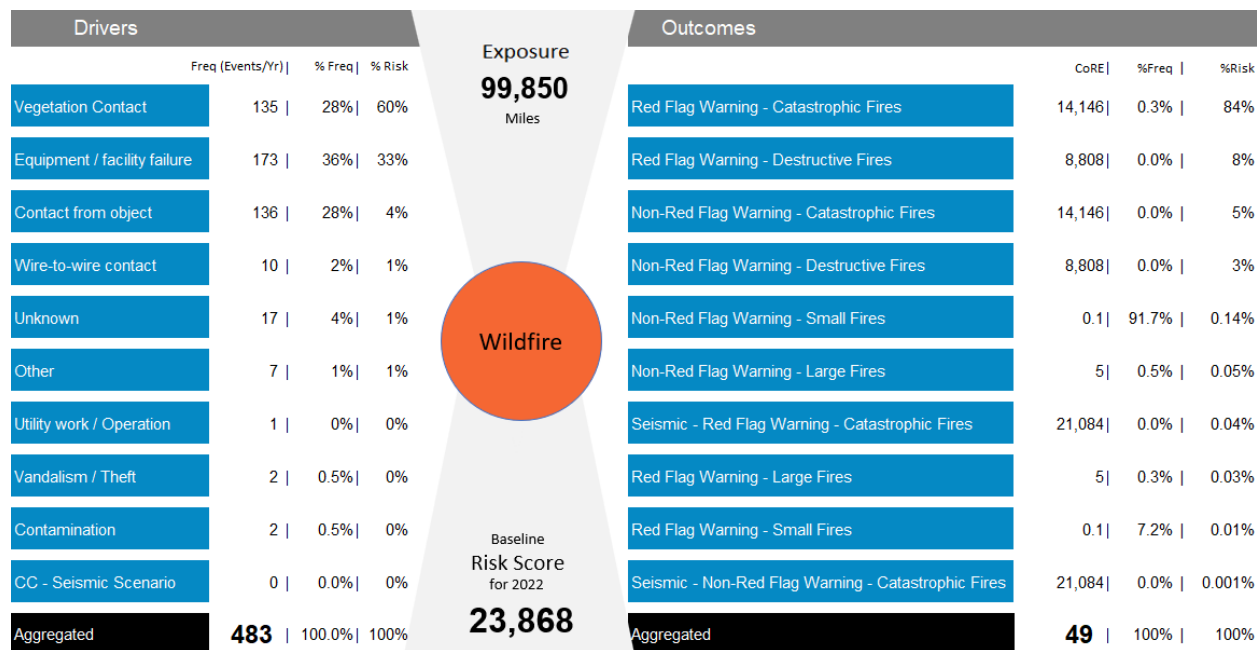 Drivers
Exposure
99,850
Miles
Outcomes
Freq (Events/Yr)| % Freq| % Risk
CoRE| %Freq | %Risk
Vegetation Contact 135 | 28%| 60%
Red Flag Warning - Catastrophic Fires 14,146| 0.3% | 84%
Equipment / facility failure 173 | 36%| 33%
Red Flag Warning - Destructive Fires 8,808| 0.0% | 8%
Contact from object 136 | 28%| 4%
Non-Red Flag Warning - Catastrophic Fires 14,146| 0.0% | 5%
Wire-to-wire contact 10 | 2%| 1%
Non-Red Flag Warning - Destructive Fires 8,808| 0.0% | 3%
Unknown 17 | 4%| 1%
Wildfire
Non-Red Flag Warning - Small Fires 0.1| 91.7% | 0.14%
Other 7 | 1%| 1%
Non-Red Flag Warning - Large Fires 5| 0.5% | 0.05%
Utility work / Operation 1 | 0%| 0%
Seismic - Red Flag Warning - Catastrophic Fires 21,084| 0.0% | 0.04%
Vandalism / Theft 2 | 0.5%| 0%
Red Flag Warning - Large Fires 5| 0.3% | 0.03%
Contamination 2 | 0.5%| 0%
Red Flag Warning - Small Fires 0.1| 7.2% | 0.01%
CC - Seismic Scenario 0 | 0.0%| 0%
Seismic - Non-Red Flag Warning - Catastrophic Fires 21,084| 0.0% | 0.001%
Baseline
Risk Score
for 2022
23,868
Aggregated 483 | 100.0%| 100%
Aggregated 49 | 100% | 100%